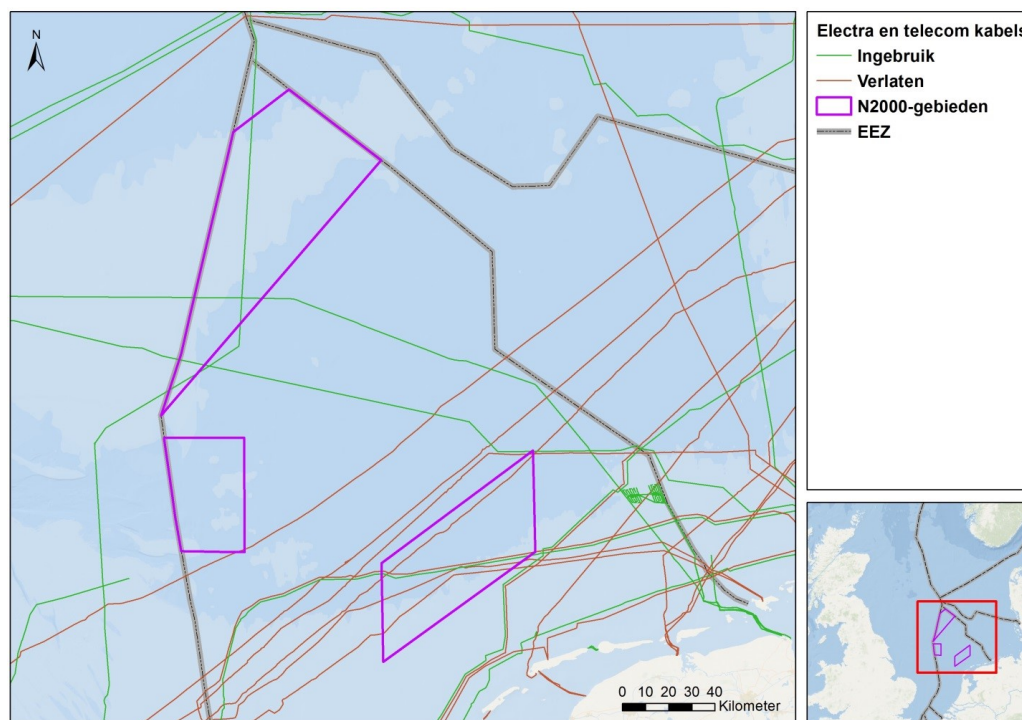 N
Electra en telecom kabels
Ingebruik
Verlaten
N2000-gebieden
EEZ
0 10 20 30 40
Kilometer